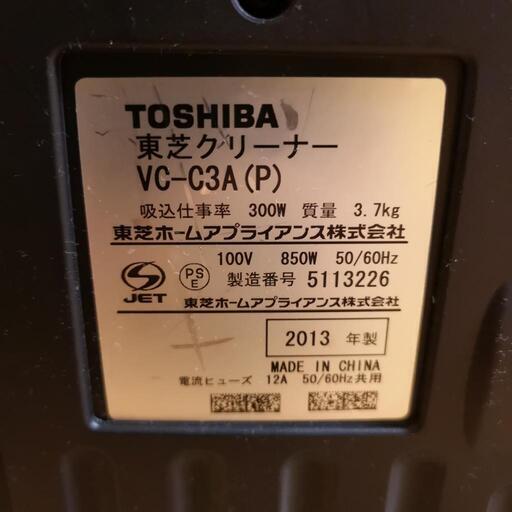 TOSHIBA
東芝クリーナー
VC-C3A(P)
吸込仕事率 300W 質量 3.7kg
東芝ホームアプライアンス株式会社
100V 850W 50/60Hz
JET PSE 製造番号 5113226
東芝ホームアプライアンス株式会社
2013 年製
MADE IN CHINA
電流ヒューズ 12A 50/60Hz共用